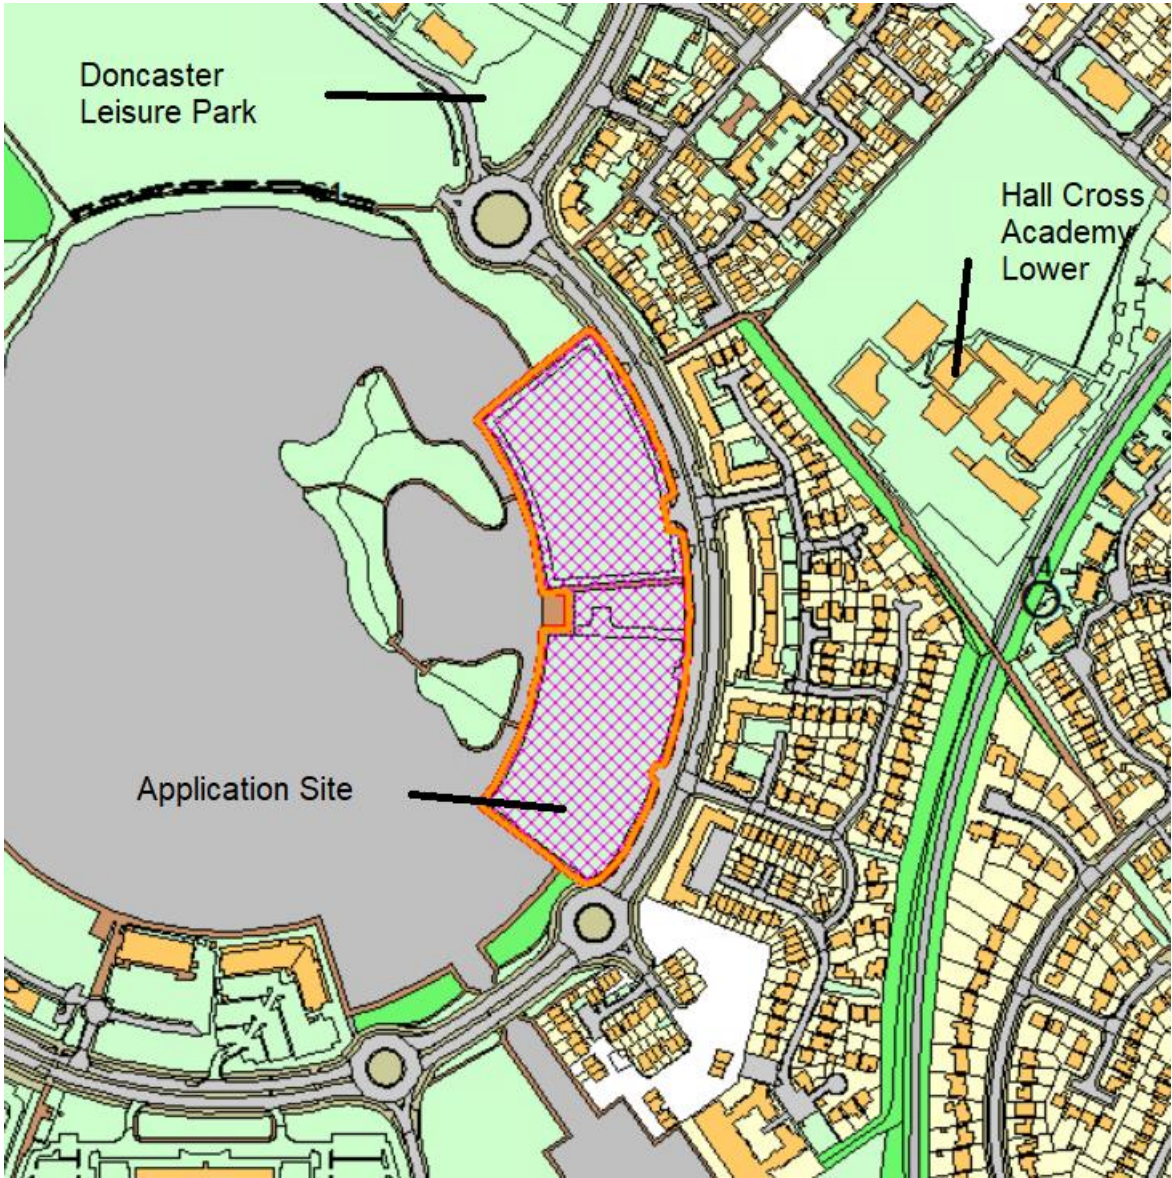 Doncaster
Leisure Park
Hall Cross
Academy
Lower
Application Site